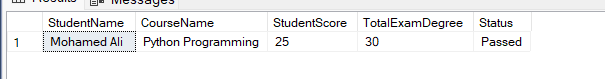 Results Messages
StudentName CourseName StudentScore TotalExamDegree Status
1 Mohamed Ali Python Programming 25 30 Passed